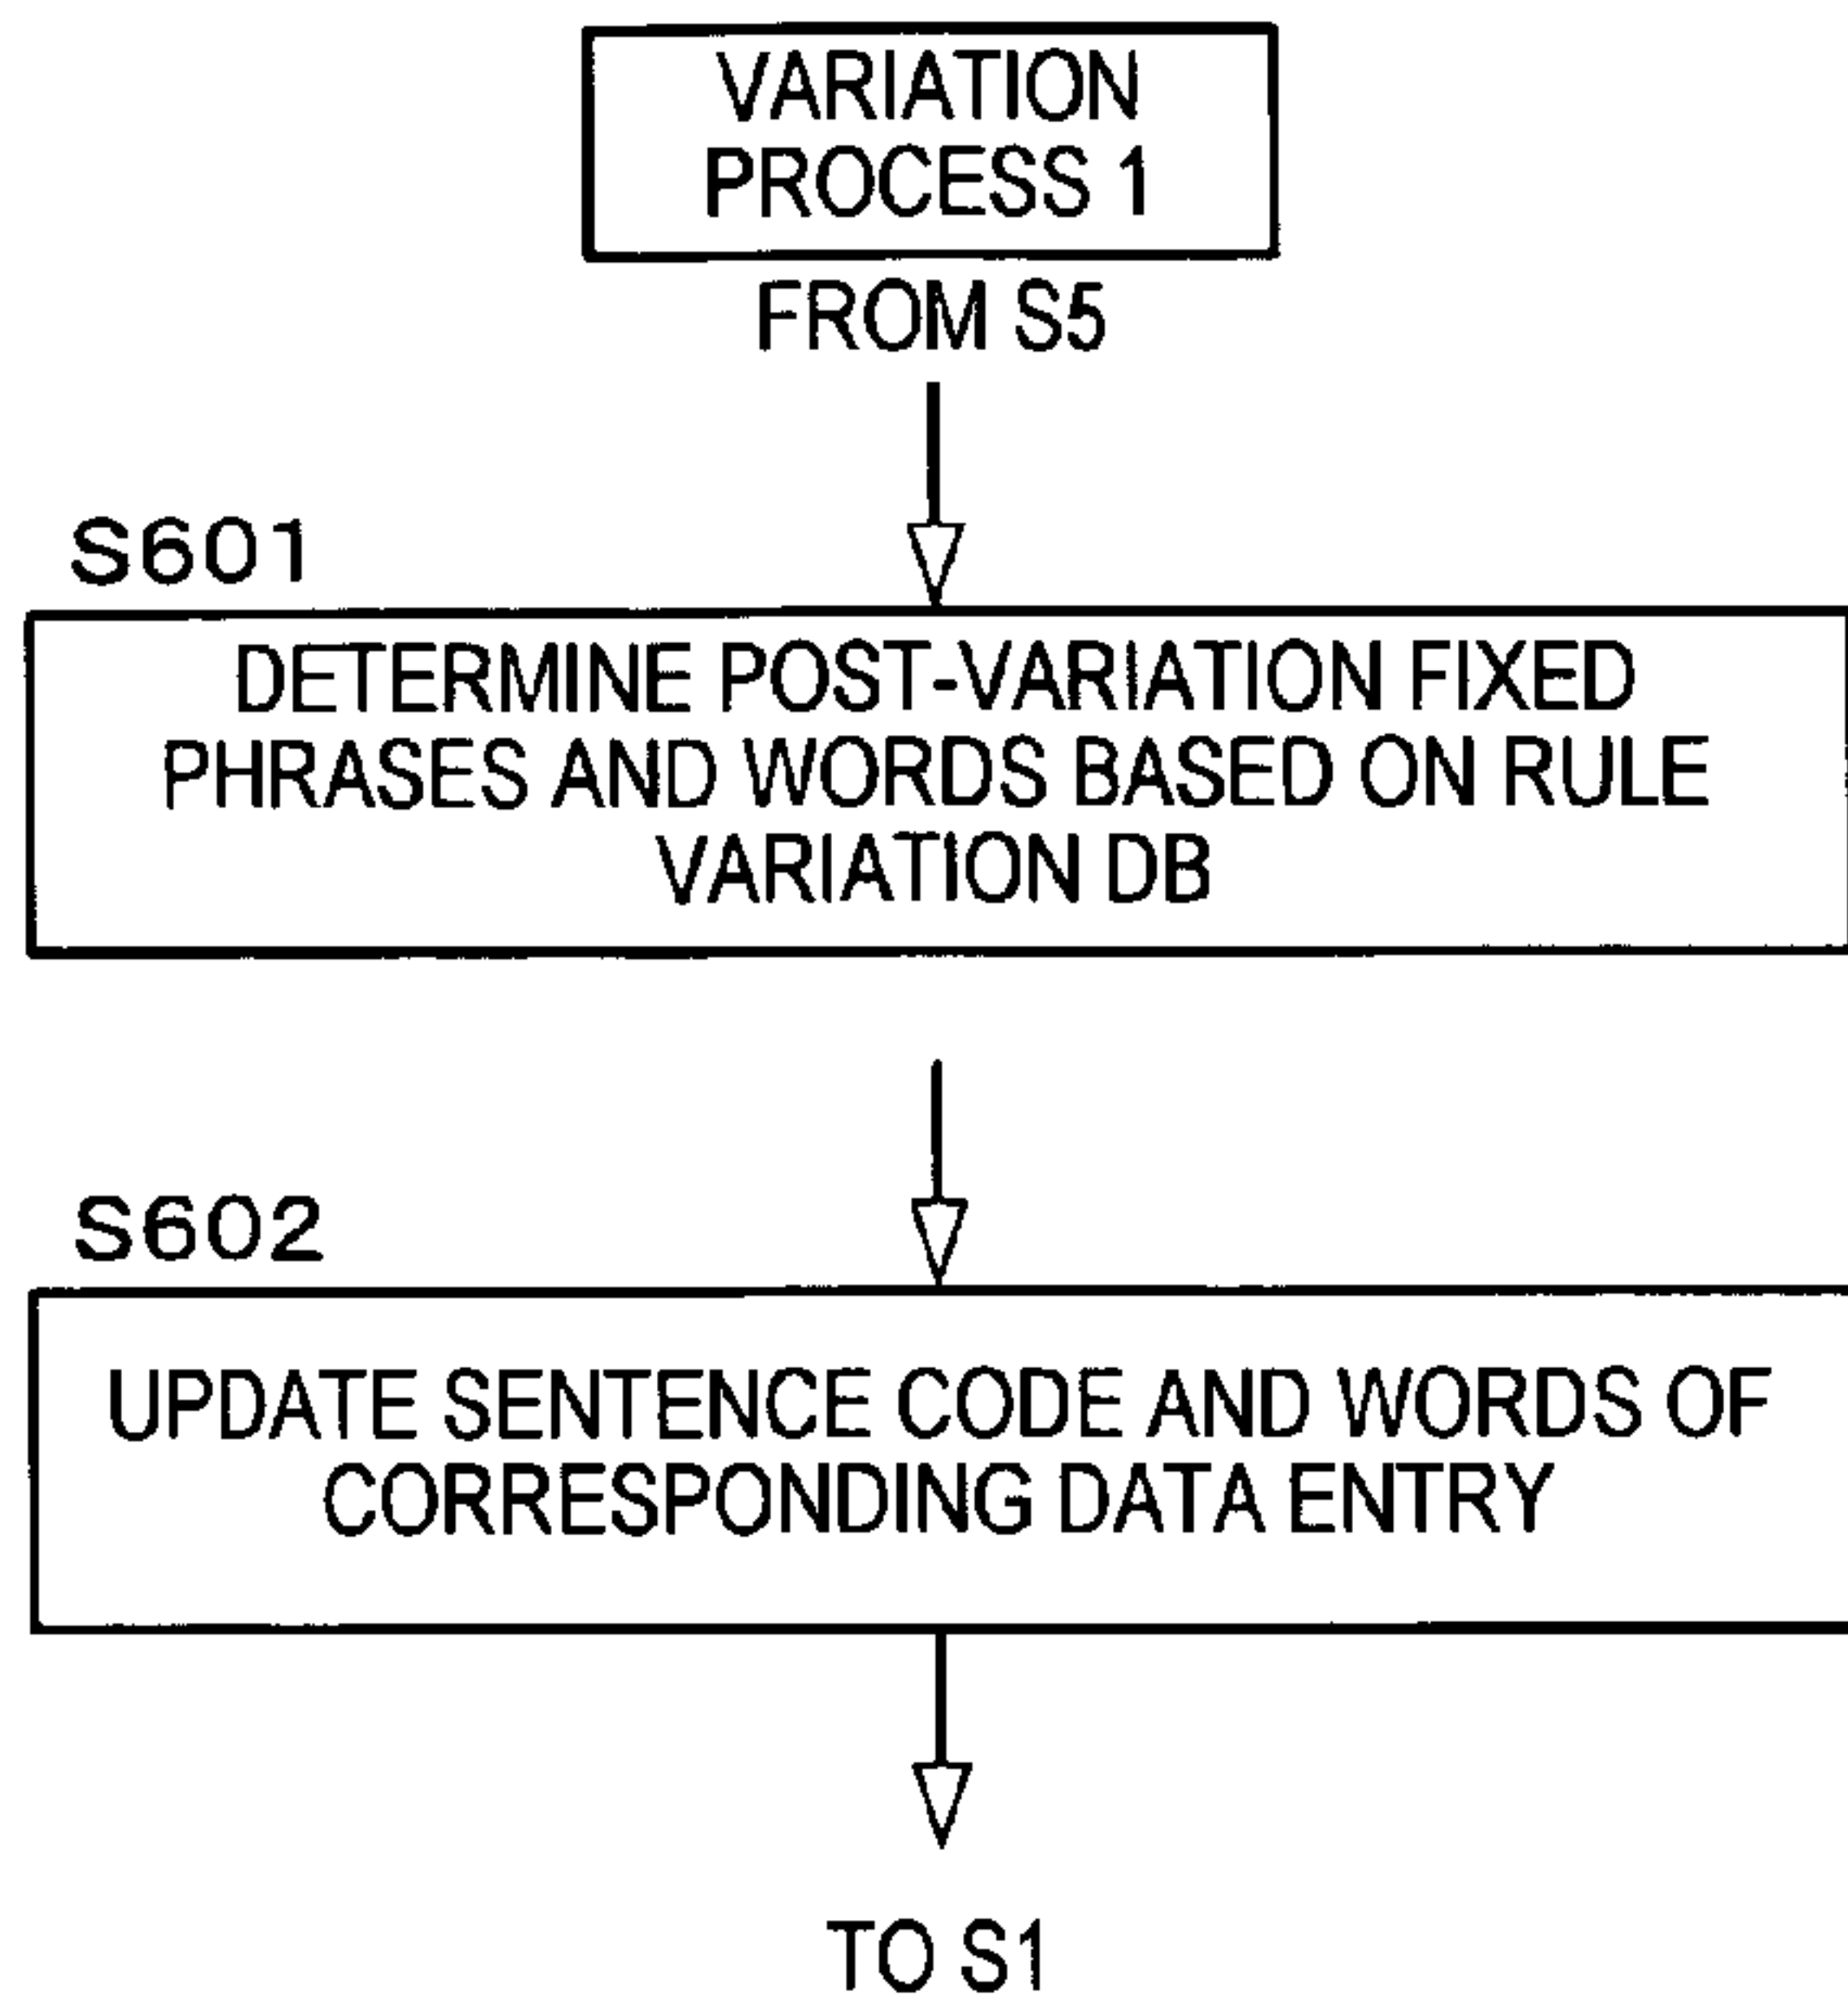 VARIATION
PROCESS 1
FROM S5
S601
DETERMINE POST-VARIATION FIXED
PHRASES AND WORDS BASED ON RULE
VARIATION DB
S602
UPDATE SENTENCE CODE AND WORDS OF
CORRESPONDING DATA ENTRY
TO S1